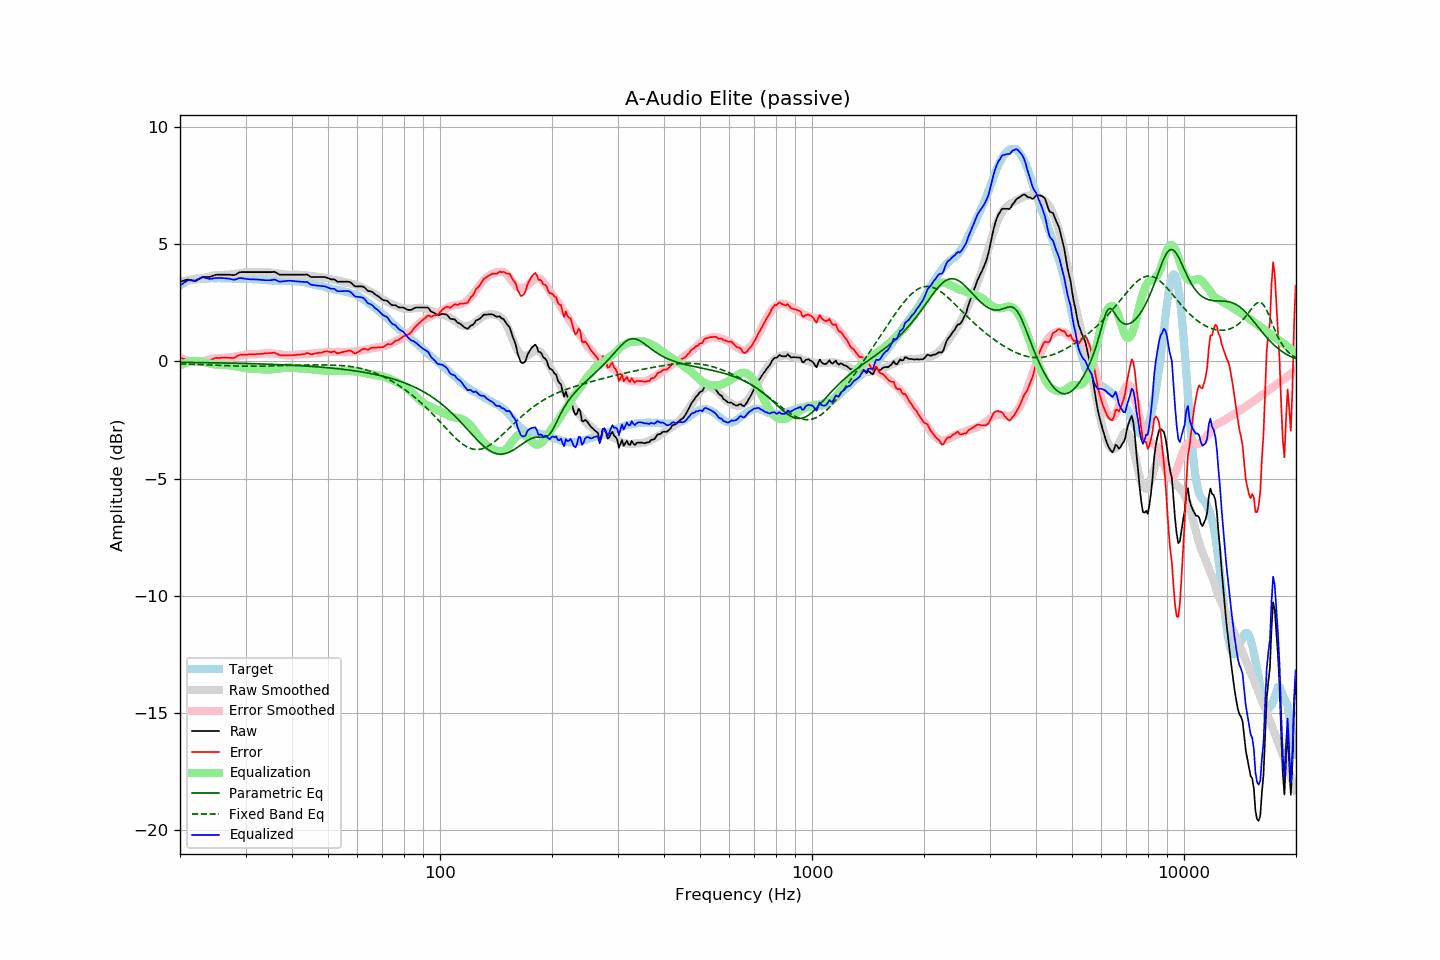 A-Audio Elite (passive)
10
5
0
−5
−10
−15
−20
Amplitude (dBr)
Target
Raw Smoothed
Error Smoothed
Raw
Error
Equalization
Parametric Eq
Fixed Band Eq
Equalized
100
1000
10000
Frequency (Hz)